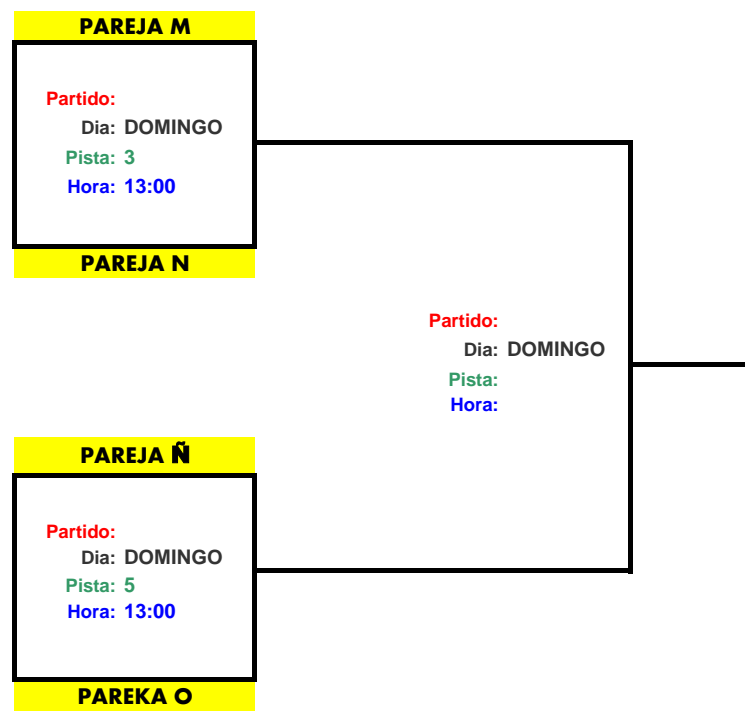 PAREJA M
Partido:
Dia: DOMINGO
Pista: 3
Hora: 13:00
PAREJA N
Partido:
Dia: DOMINGO
Pista:
Hora:
PAREJA Ñ
Partido:
Dia: DOMINGO
Pista: 5
Hora: 13:00
PAREKA O